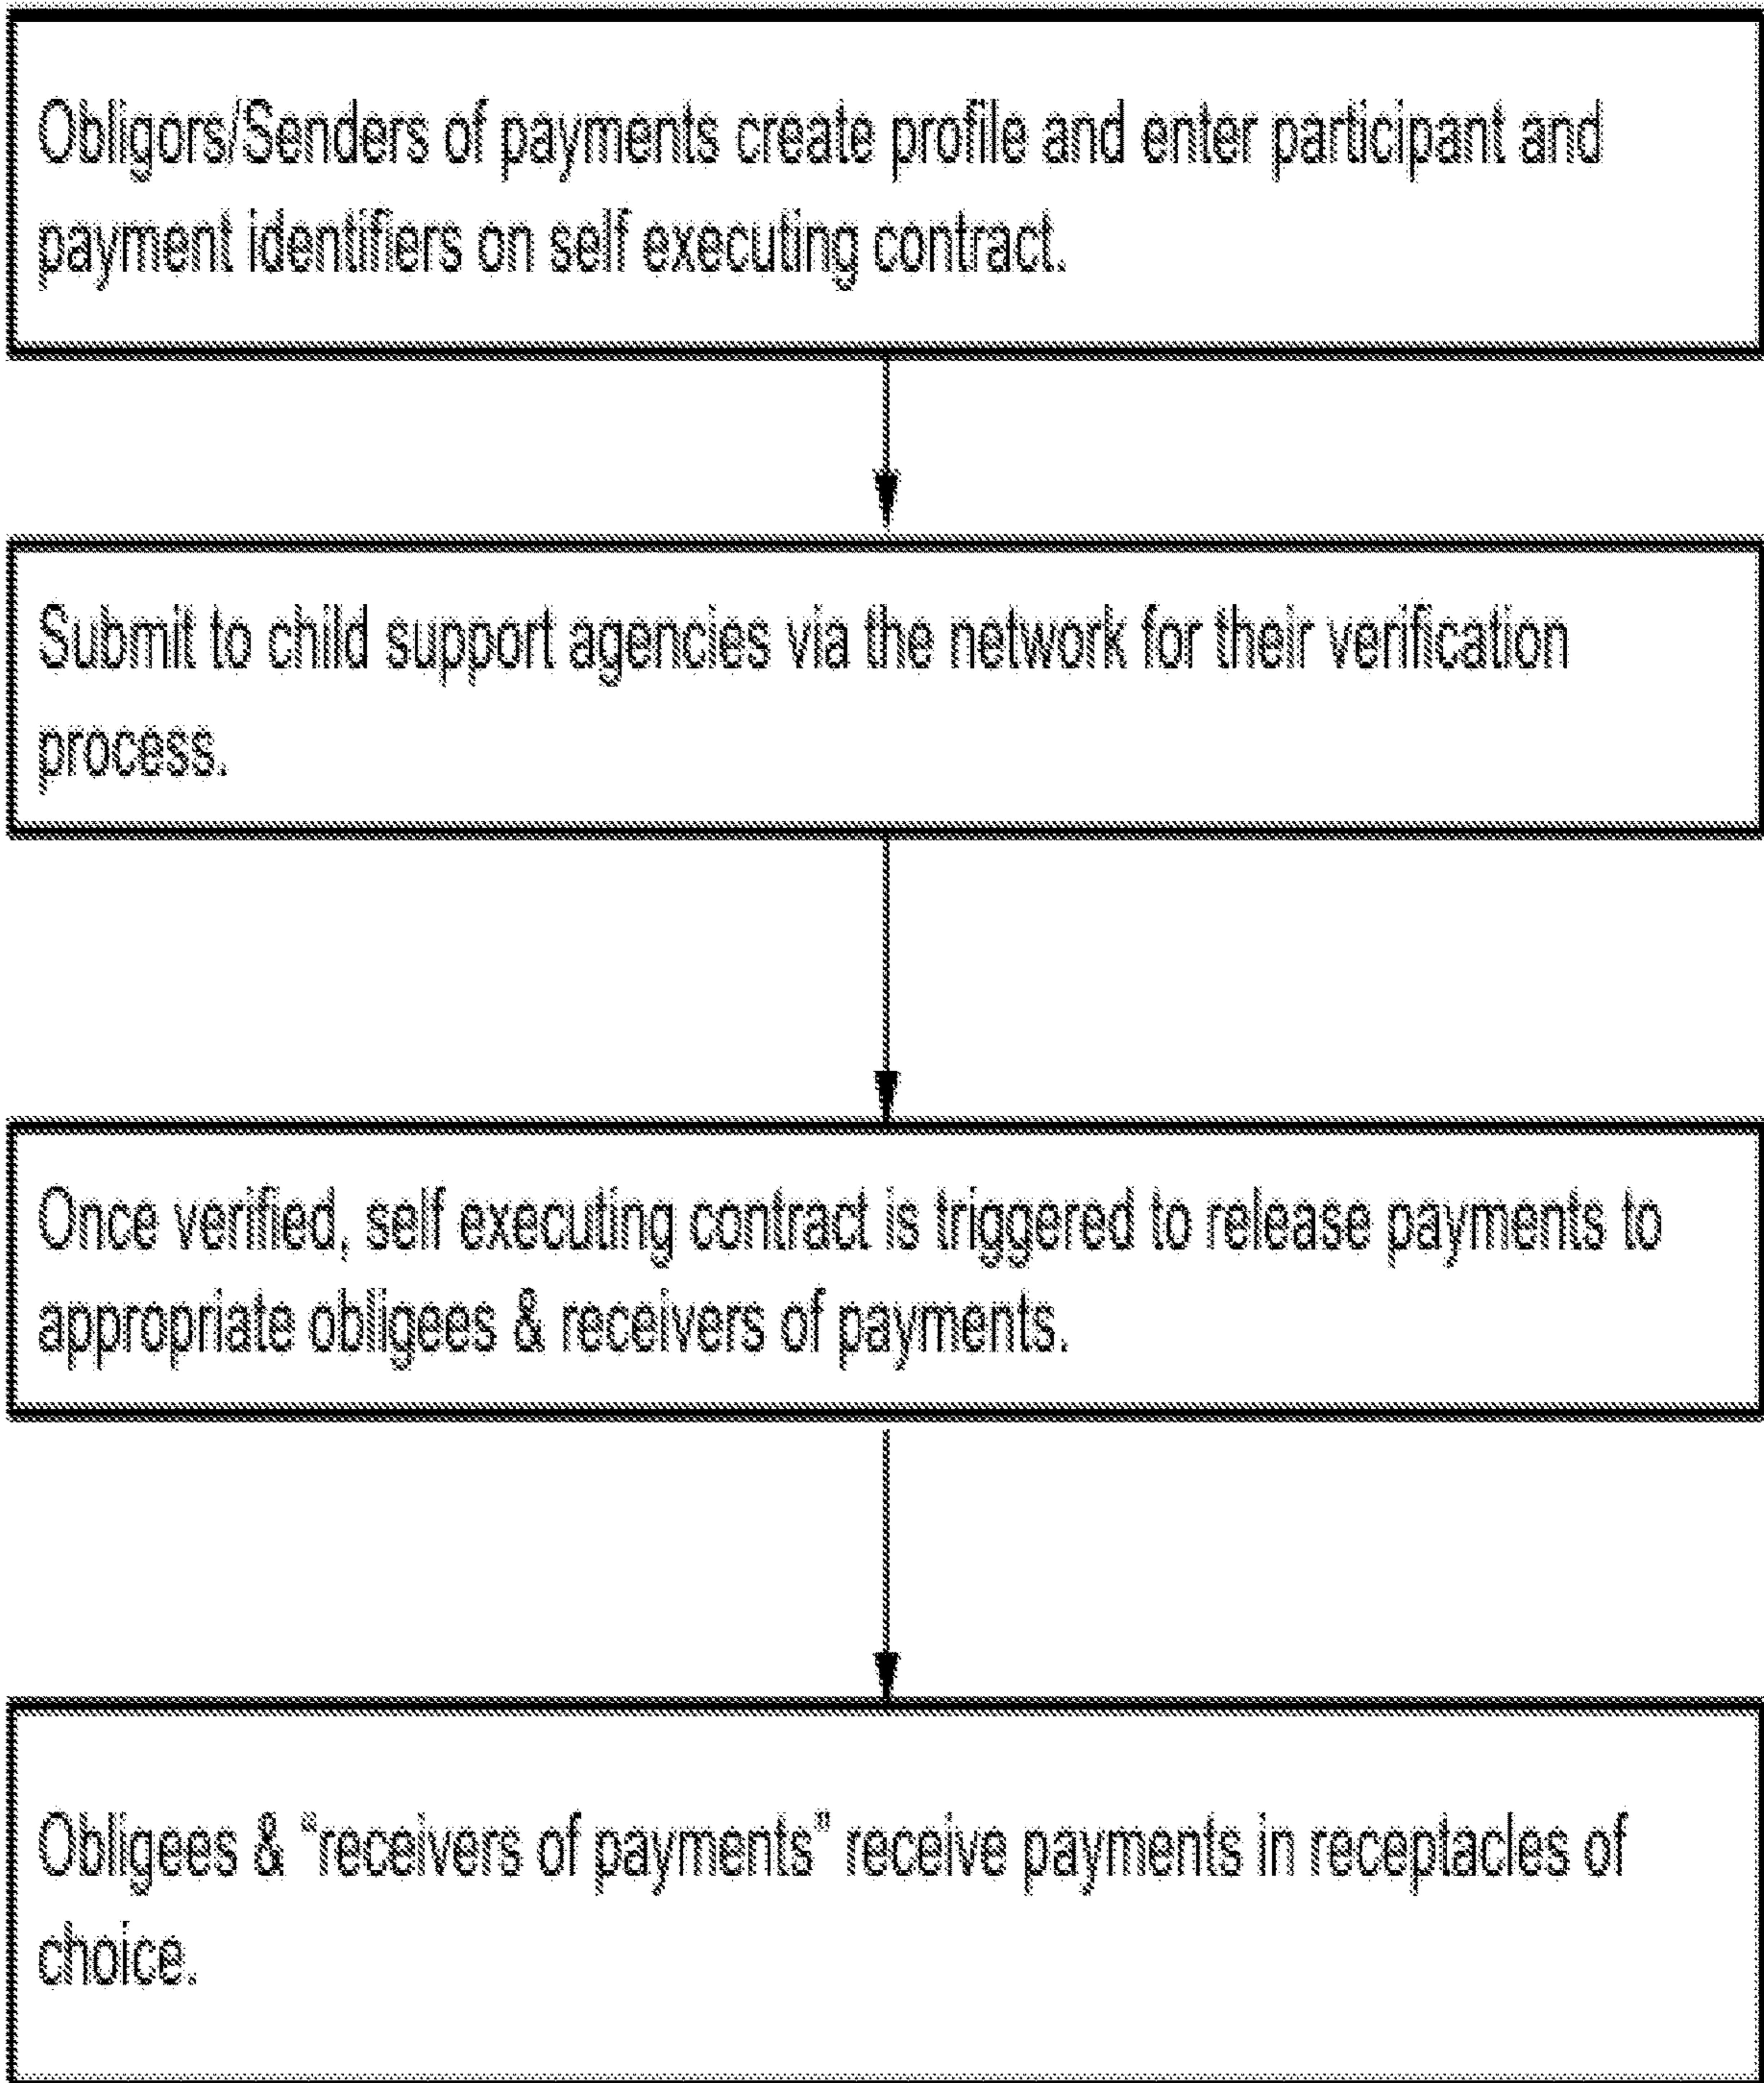 Obligors/Senders of payments create profile and enter participant and
payment identifiers on self executing contract.
Submit to child support agencies via the network for their verification
process.
Once verified, self executing contract is triggered to release payments to
appropriate obligees & receivers of payments.
Obligees & "receivers of payments" receive payments in receptacles of
choice.